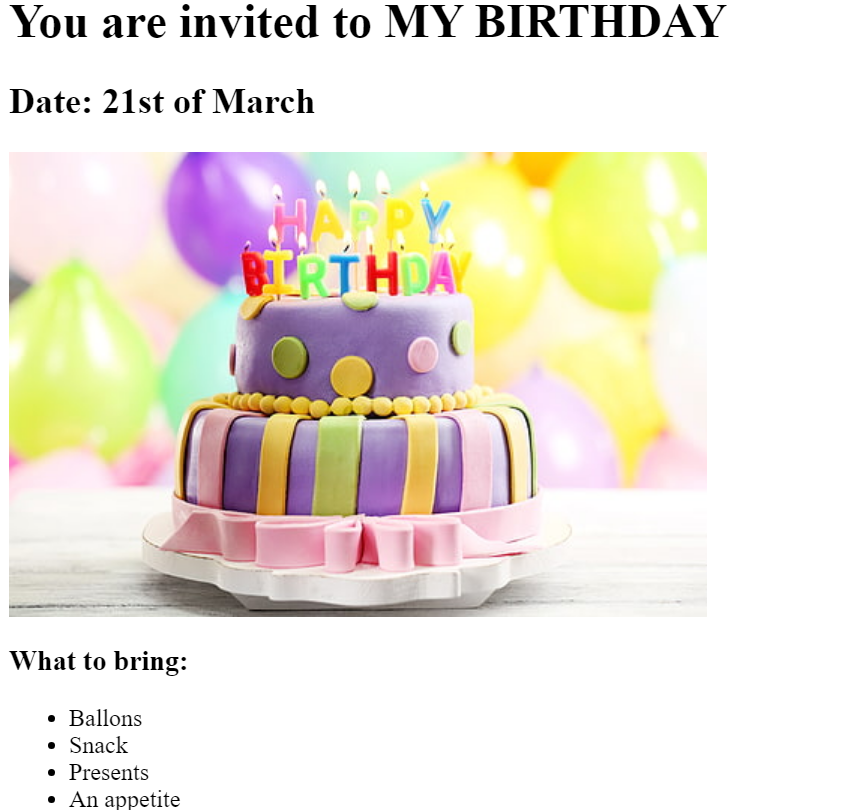 You are invited to MY BIRTHDAY
Date: 21st of March
HAPPY
BIRTHDAY
What to bring:
Ballons
Snack
Presents
An appetite